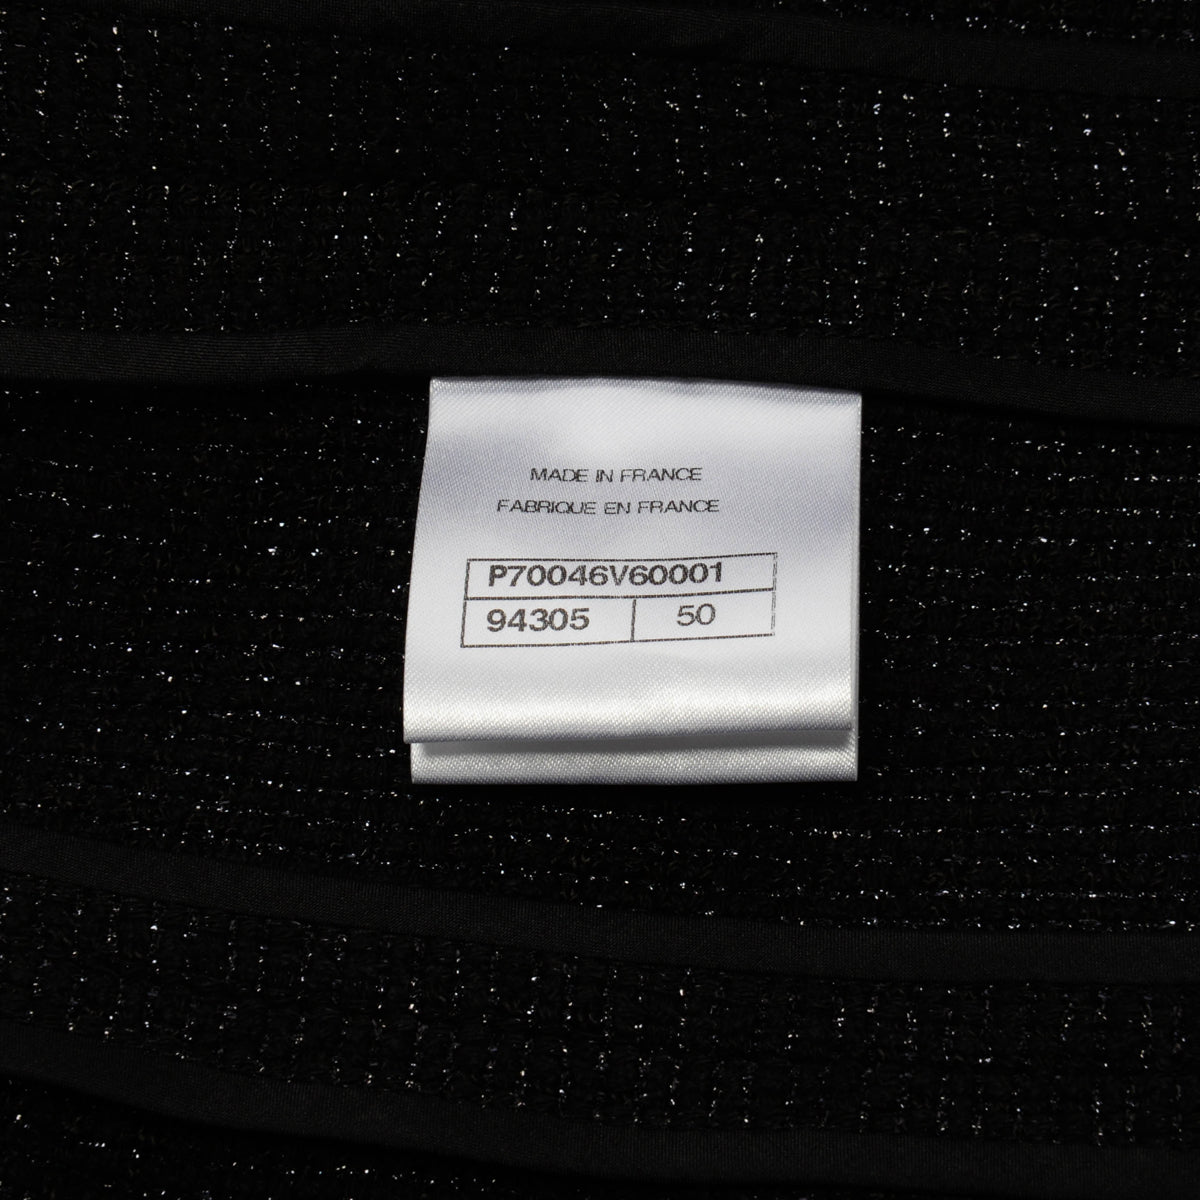 MADE IN FRANCE
FABRIQUE EN FRANCE
P70046V60001
94305 50